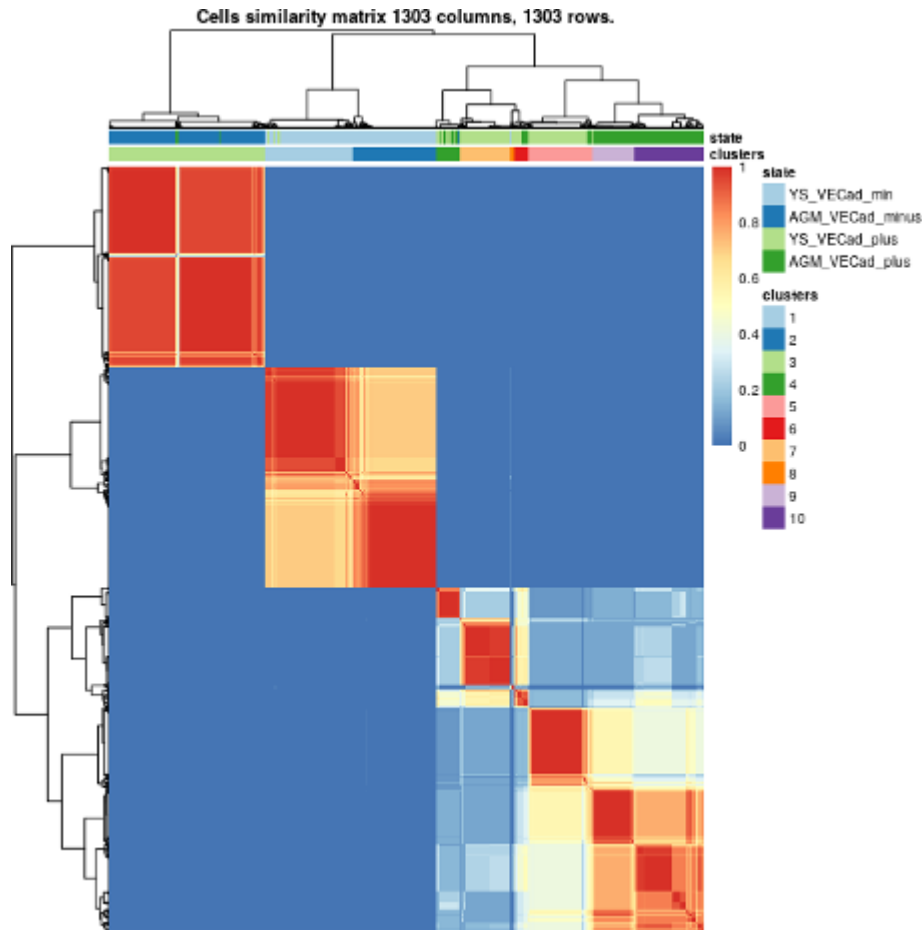 Cells similarity matrix 1303 columns, 1303 rows.
state
clusters
1
0.8
0.6
0.4
0.2
0
state
YS_VECad_min
AGM_VECad_minus
YS_VECad_plus
AGM_VECad_plus
clusters
1
2
3
4
5
6
7
8
9
10